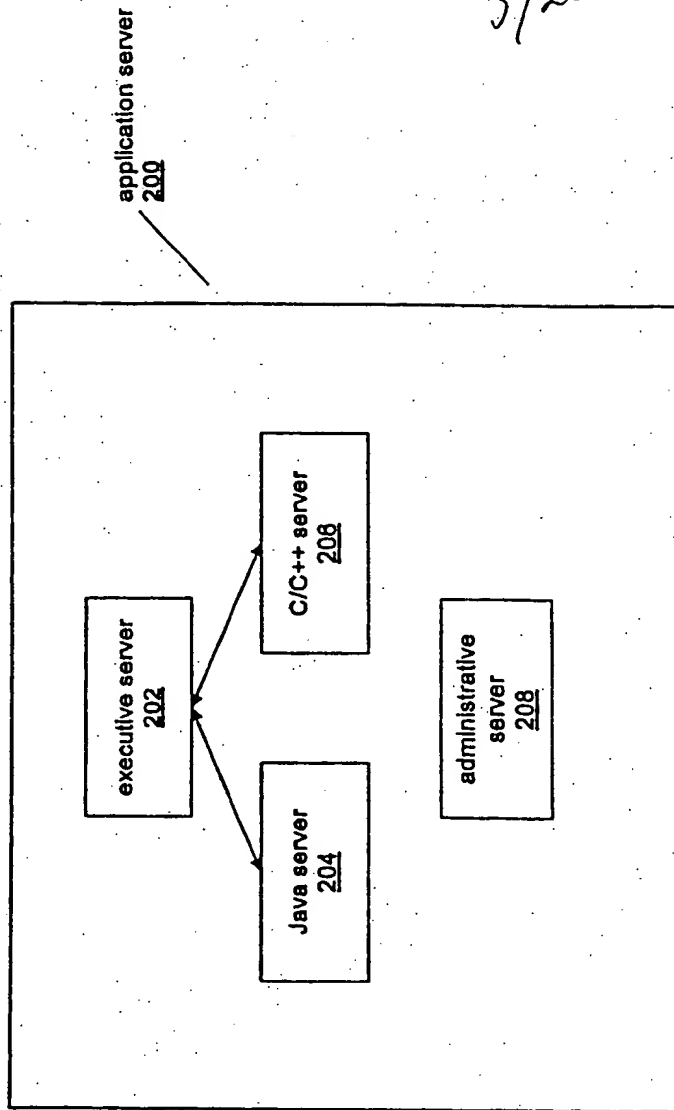 application server
200
executive server
202
Java server
204
C/C++ server
206
administrative
server
208